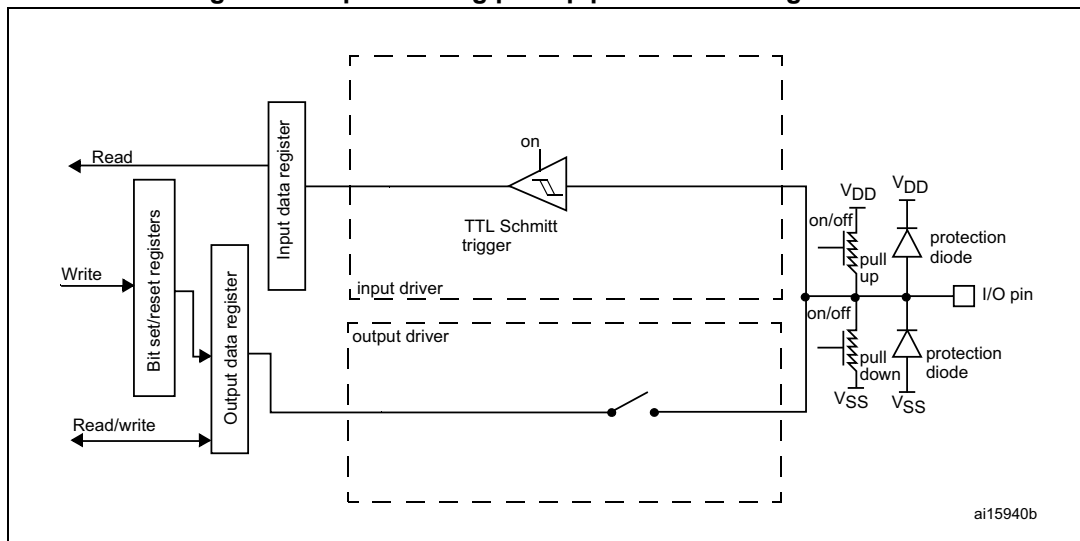 Read
Bit set/reset registers
Write
Output data register
Read/write
Input data register
on
TTL Schmitt
trigger
input driver
output driver
on/off
VDD
VDD
pull
up
protection
diode
I/O pin
on/off
pull
down
VSS
VSS
protection
diode
ai15940b